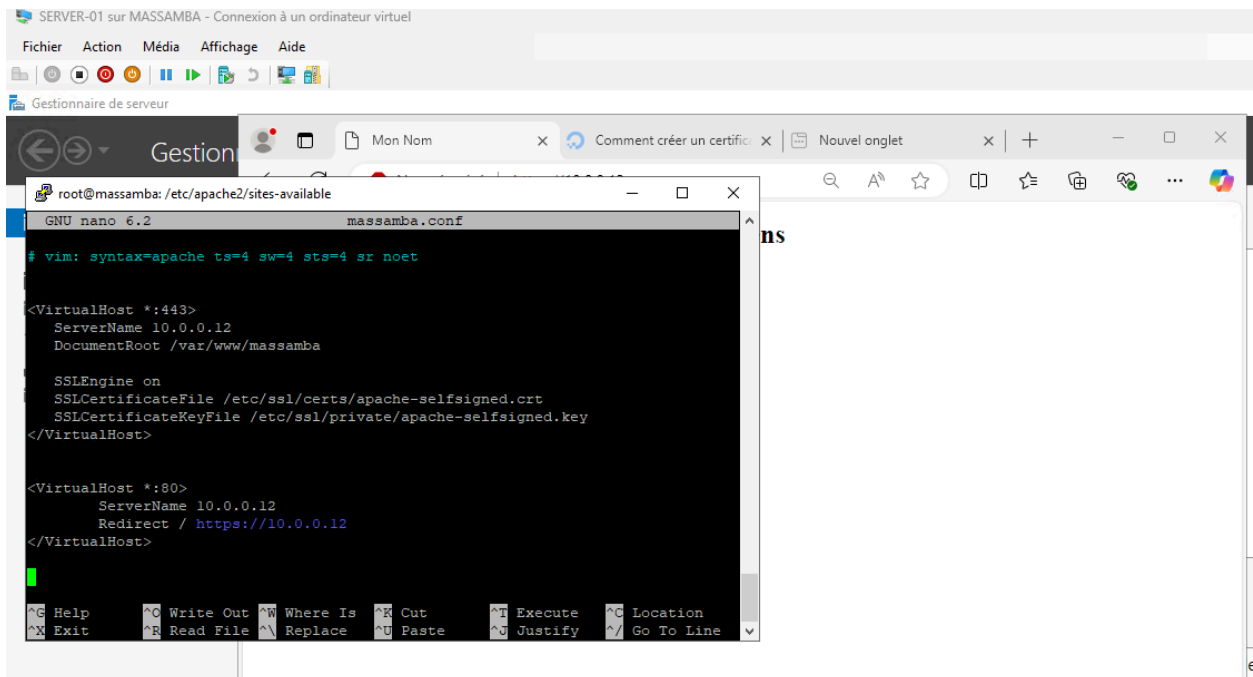 SERVER-01 sur MASSAMBA - Connexion à un ordinateur virtuel
Fichier Action Média Affichage Aide
Gestionnaire de serveur
Gestion
Mon Nom
Comment créer un certific
Nouvel onglet
root@massamba: /etc/apache2/sites-available
GNU nano 6.2 massamba.conf
ns
# vim: syntax=apache ts=4 sw=4 sts=4 sr noet
<VirtualHost *:443>
ServerName 10.0.0.12
DocumentRoot /var/www/massamba
SSLEngine on
SSLCertificateFile /etc/ssl/certs/apache-selfsigned.crt
SSLCertificateKeyFile /etc/ssl/private/apache-selfsigned.key
</VirtualHost>
<VirtualHost *:80>
ServerName 10.0.0.12
Redirect / https://10.0.0.12
</VirtualHost>
^G Help ^O Write Out ^W Where Is ^K Cut ^T Execute ^C Location
^X Exit ^R Read File ^\ Replace ^U Paste ^J Justify ^/ Go To Line